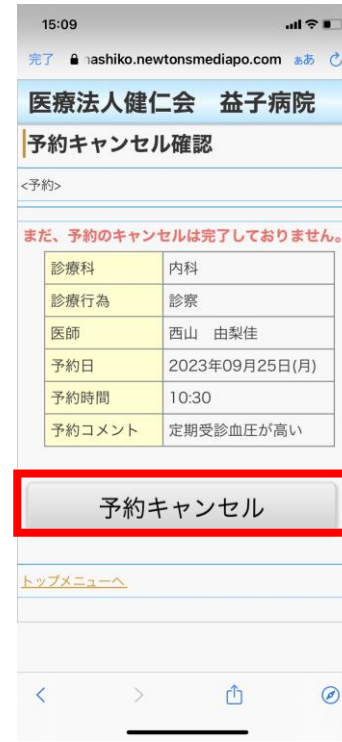 15:09
完了 ashiko.newtonsmediapo.com ぁあ
医療法人健仁会 益子病院
予約キャンセル確認
<予約>
まだ、予約のキャンセルは完了しておりません。
診療科 内科
診療行為 診察
医師 西山 由梨佳
予約日 2023年09月25日(月)
予約時間 10:30
予約コメント 定期受診血圧が高い
予約キャンセル
トップメニューへ